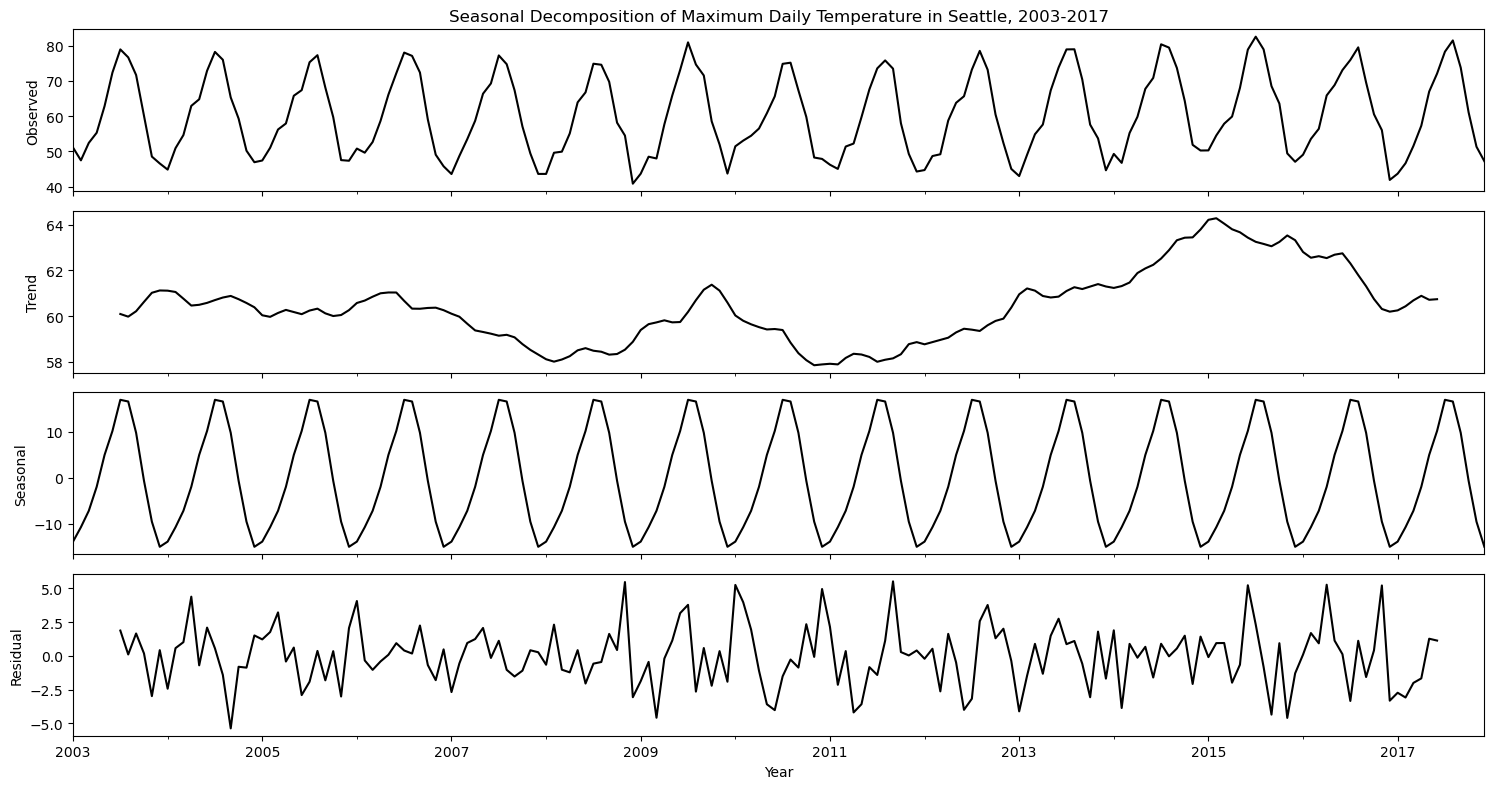 Seasonal Decomposition of Maximum Daily Temperature in Seattle, 2003-2017
Observed
80
70
60
50
40
Trend
64
62
60
58
Seasonal
10
0
−10
Residual
5.0
2.5
0.0
−2.5
−5.0
2003 2005 2007 2009 2011 2013 2015 2017
Year